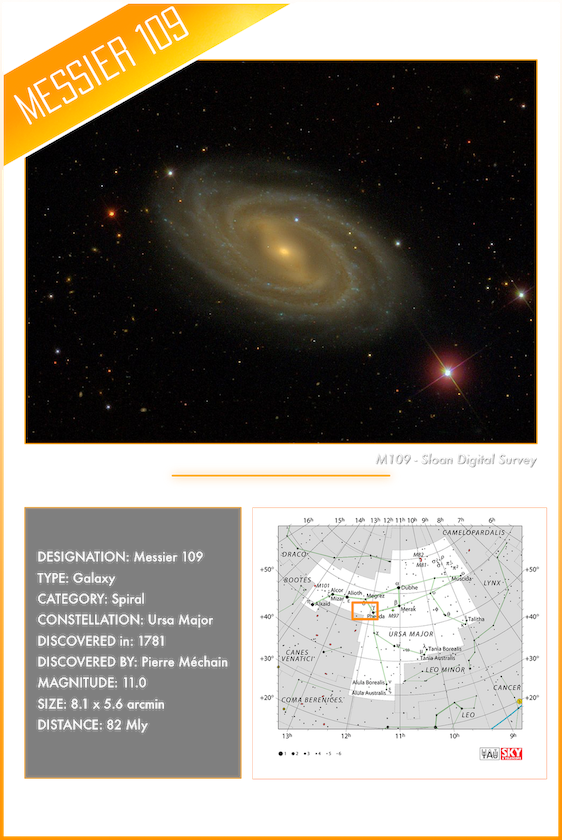 MESSIER 109
M109 - Sloan Digital Survey
DESIGNATION: Messier 109
TYPE: Galaxy
CATEGORY: Spiral
CONSTELLATION: Ursa Major
DISCOVERED in: 1781
DISCOVERED BY: Pierre Méchain
MAGNITUDE: 11.0
SIZE: 8.1 x 5.6 arcmin
DISTANCE: 82 Mly
16h 15h 14h 13h 12h 11h 10h 9h 8h 7h 6h
CAMELOPARDALIS
DRACO
M82
M81
+50° +50°
BOOTES
M101
Muscida
LYNX
Alcor
Mizar
Alioth
Megrez
Dubhe
Alkaid
Merak
M97
+40° +40°
Talitha
URSA MAJOR
CANES
VENATICI
Tania Borealis
Tania Australis
+30° +30°
LEO MINOR
Alula Borealis
Alula Australis
CANCER
+20° +20°
COMA BERENICES
LEO
13h 12h 11h 10h 9h
1 2 3 4 5 6
IAU
SKY